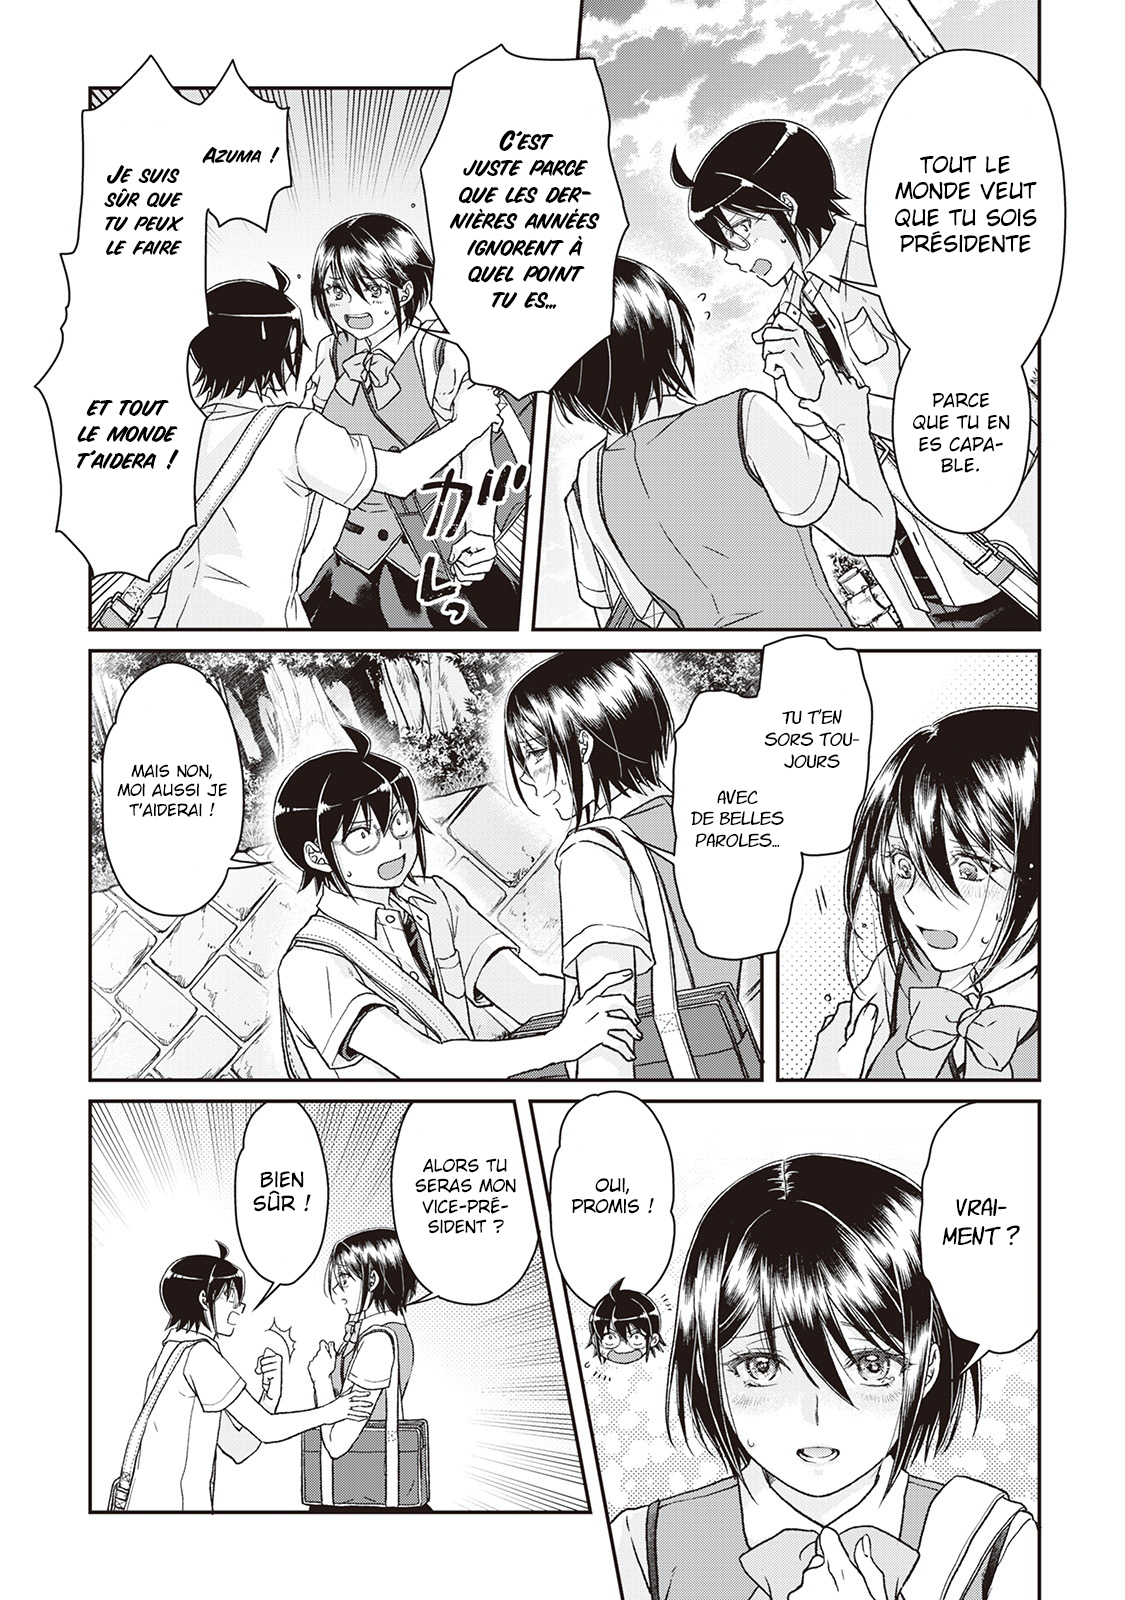 TOUT LE
MONDE VEUT
QUE TU SOIS
PRÉSIDENTE
PARCE
QUE TU EN
ES CAPA-
BLE.
C'EST
JUSTE PARCE
QUE LES DER-
NIÈRES ANNÉES
IGNORENT À
QUEL POINT
TU ES...
AZUMA !
JE SUIS
SÛR QUE
TU PEUX
LE FAIRE
ET TOUT
LE MONDE
T'AIDERA !
ガバッ
TU T'EN
SORS TOU-
JOURS
AVEC
DE BELLES
PAROLES...
MAIS NON,
MOI AUSSI JE
T'AIDERAI !
VRAI-
MENT ?
OUI,
PROMIS !
ALORS TU
SERAS MON
VICE-PRÉ-
SIDENT ?
BIEN
SÛR !